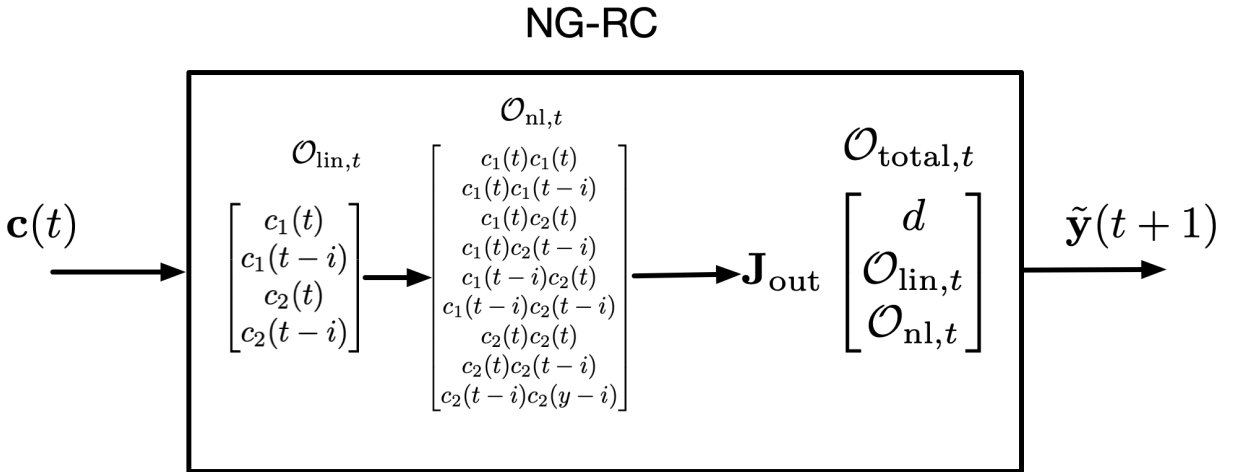 NG-RC
c(t)
𝒪lin,t
c₁(t)
c₁(t − i)
c₂(t)
c₂(t − i)
𝒪nl,t
c₁(t)c₁(t)
c₁(t)c₁(t − i)
c₁(t)c₂(t)
c₁(t)c₂(t − i)
c₁(t − i)c₂(t)
c₁(t − i)c₂(t − i)
c₂(t)c₂(t)
c₂(t)c₂(t − i)
c₂(t − i)c₂(y − i)
Jout
𝒪total,t
d
𝒪lin,t
𝒪nl,t
ỹ(t + 1)